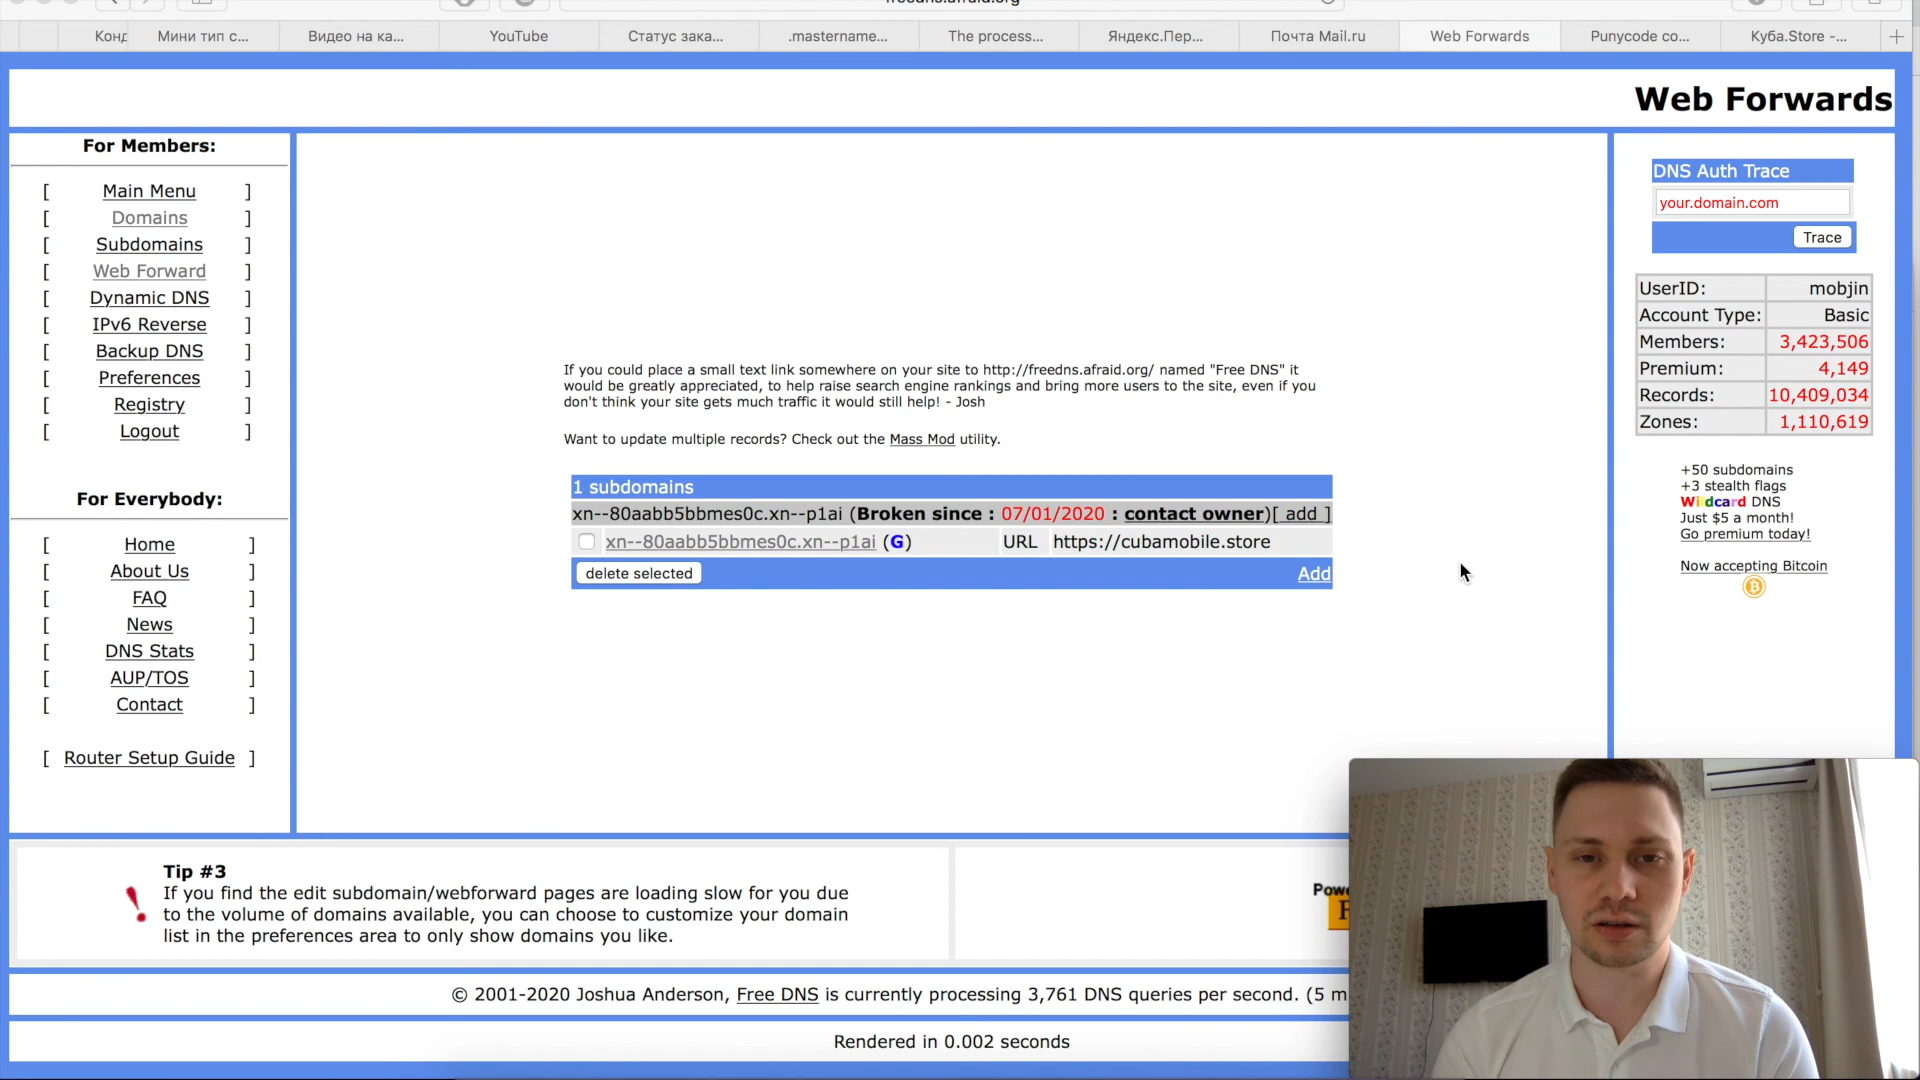 Конд
Мини тип с...
Видео на ка...
YouTube
Статус зака...
.mastername...
The process...
Яндекс.Пер...
Почта Mail.ru
Web Forwards
Punycode co...
Куба.Store -...
Web Forwards
For Members:
[ Main Menu ]
[ Domains ]
[ Subdomains ]
[ Web Forward ]
[ Dynamic DNS ]
[ IPv6 Reverse ]
[ Backup DNS ]
[ Preferences ]
[ Registry ]
[ Logout ]
For Everybody:
[ Home ]
[ About Us ]
[ FAQ ]
[ News ]
[ DNS Stats ]
[ AUP/TOS ]
[ Contact ]
[ Router Setup Guide ]
If you could place a small text link somewhere on your site to http://freedns.afraid.org/ named "Free DNS" it
would be greatly appreciated, to help raise search engine rankings and bring more users to the site, even if you
don't think your site gets much traffic it would still help! - Josh
Want to update multiple records? Check out the Mass Mod utility.
1 subdomains
xn--80aabb5bbmes0c.xn--p1ai (Broken since : 07/01/2020 : contact owner)[ add ]
xn--80aabb5bbmes0c.xn--p1ai (G) URL https://cubamobile.store
delete selected Add
DNS Auth Trace
your.domain.com
Trace
UserID: mobjin
Account Type: Basic
Members: 3,423,506
Premium: 4,149
Records: 10,409,034
Zones: 1,110,619
+50 subdomains
+3 stealth flags
Wildcard DNS
Just $5 a month!
Go premium today!
Now accepting Bitcoin
Tip #3
If you find the edit subdomain/webforward pages are loading slow for you due
to the volume of domains available, you can choose to customize your domain
list in the preferences area to only show domains you like.
© 2001-2020 Joshua Anderson, Free DNS is currently processing 3,761 DNS queries per second. (5 m
Rendered in 0.002 seconds